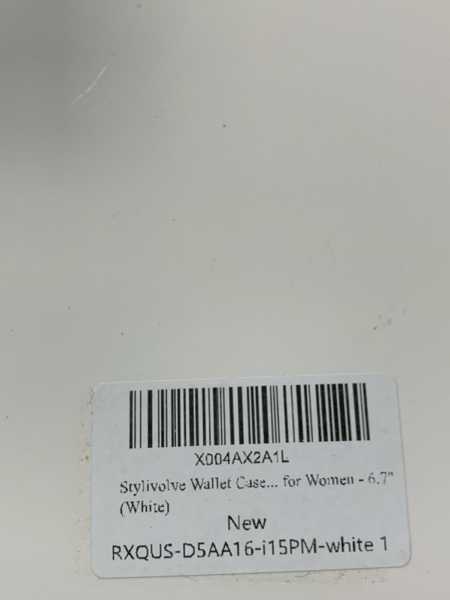 X004AX2A1L
Stylivolve Wallet Case... for Women - 6.7"
(White)
New
RXQUS-D5AA16-i15PM-white 1